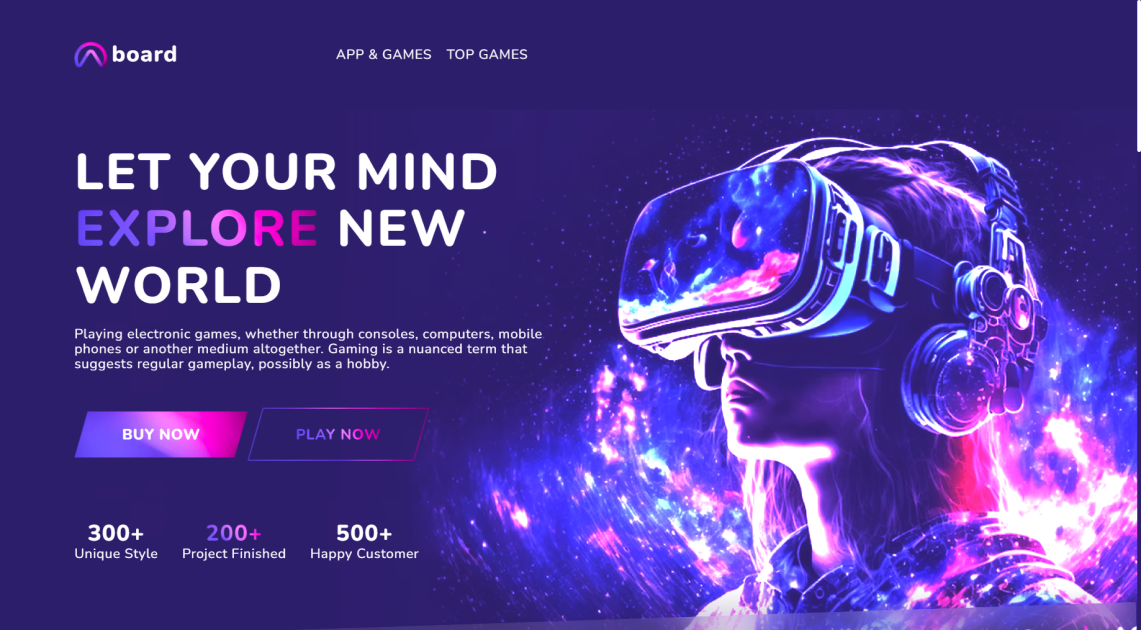 board
APP & GAMES TOP GAMES
LET YOUR MIND
EXPLORE NEW
WORLD
Playing electronic games, whether through consoles, computers, mobile
phones or another medium altogether. Gaming is a nuanced term that
suggests regular gameplay, possibly as a hobby.
BUY NOW PLAY NOW
300+ 200+ 500+
Unique Style Project Finished Happy Customer